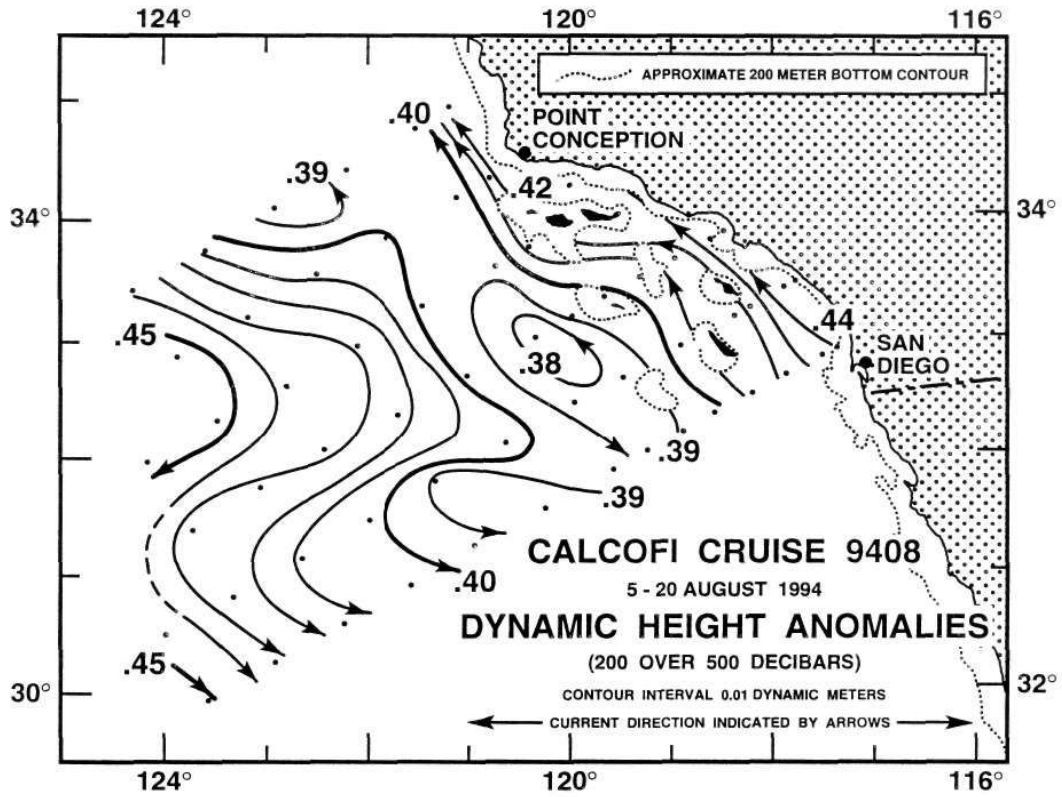 124° 120° 116°
APPROXIMATE 200 METER BOTTOM CONTOUR
.40
POINT
CONCEPTION
.39
.42
34° 34°
.45
.44
SAN
DIEGO
.38
.39
.39
CALCOFI CRUISE 9408
.40
5 - 20 AUGUST 1994
DYNAMIC HEIGHT ANOMALIES
.45
(200 OVER 500 DECIBARS)
30° 32°
CONTOUR INTERVAL 0.01 DYNAMIC METERS
CURRENT DIRECTION INDICATED BY ARROWS
124° 120° 116°